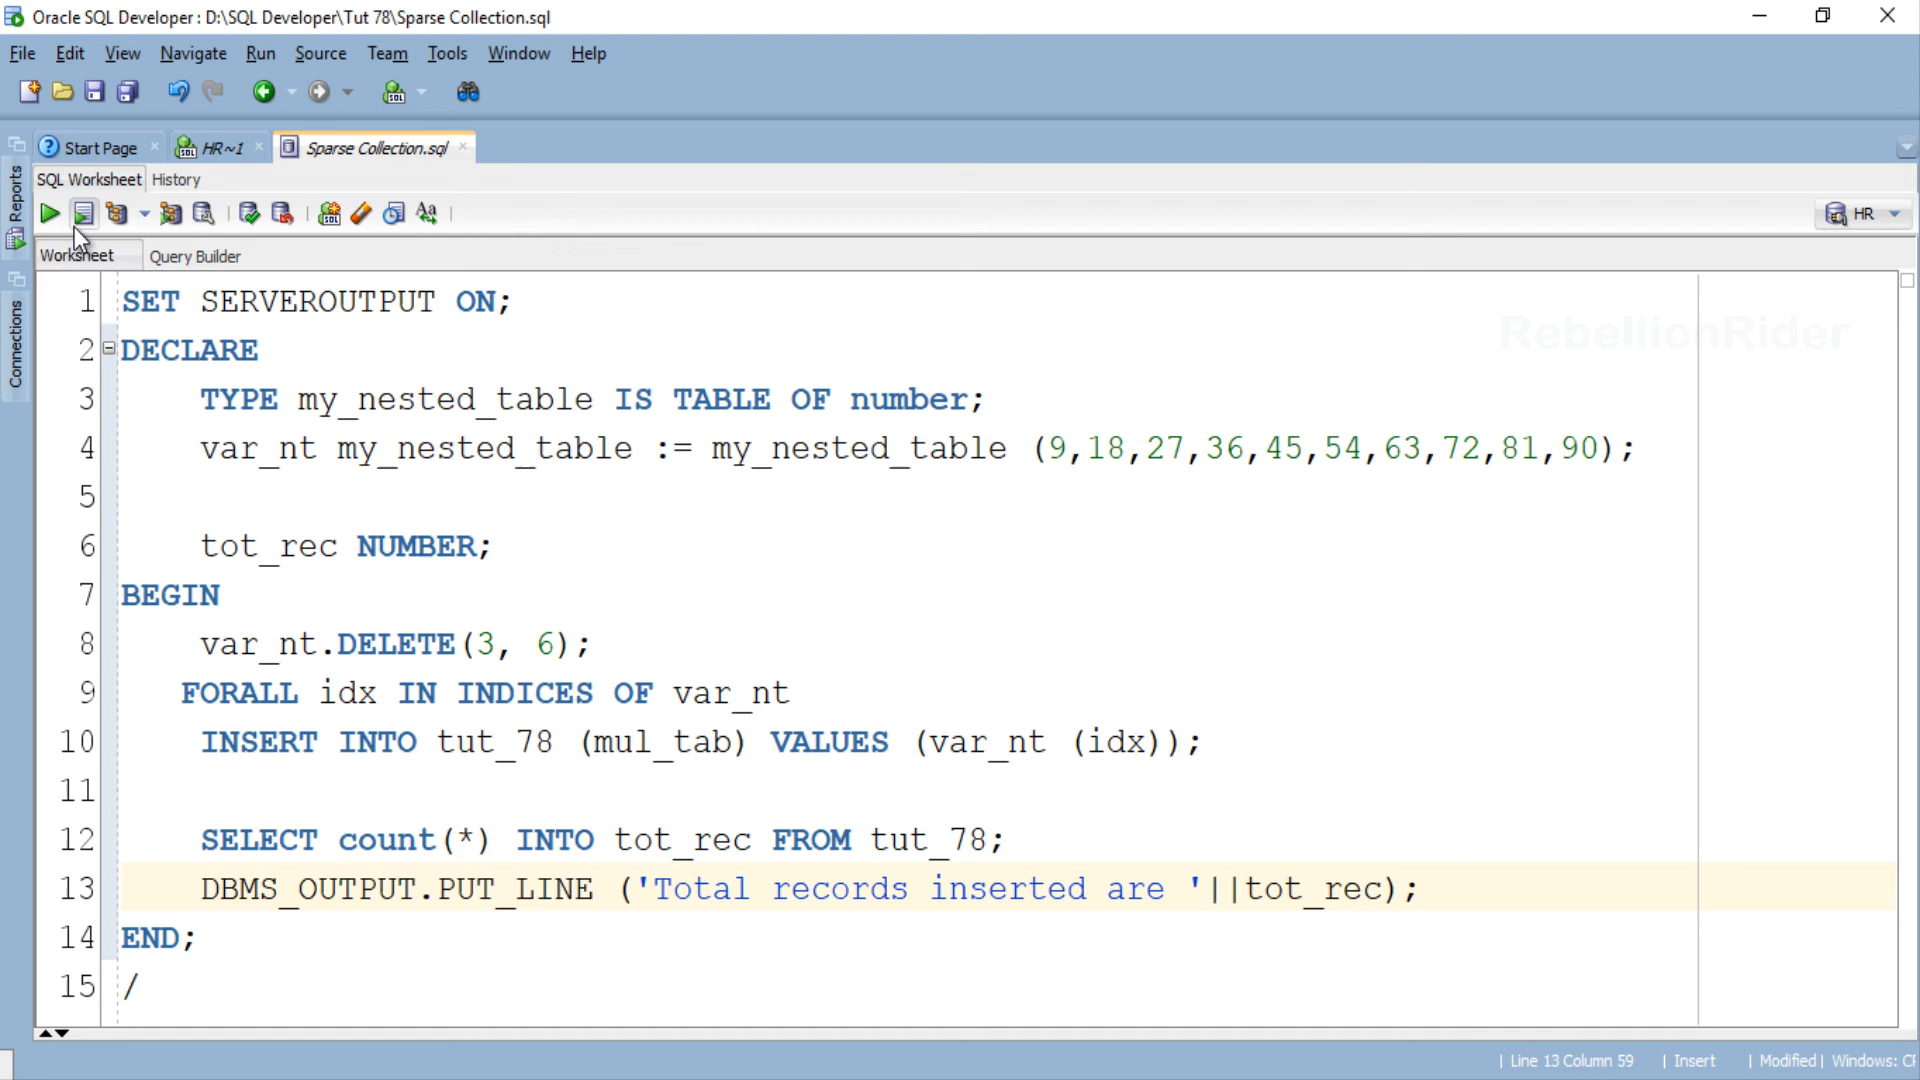 Oracle SQL Developer : D:\SQL Developer\Tut 78\Sparse Collection.sql
File Edit View Navigate Run Source Team Tools Window Help
Start Page HR~1 Sparse Collection.sql
SQL Worksheet History
HR
Worksheet Query Builder
Reports
Connections
RebellionRider
1 SET SERVEROUTPUT ON;
2 DECLARE
3 TYPE my_nested_table IS TABLE OF number;
4 var_nt my_nested_table := my_nested_table (9,18,27,36,45,54,63,72,81,90);
5
6 tot_rec NUMBER;
7 BEGIN
8 var_nt.DELETE(3, 6);
9 FORALL idx IN INDICES OF var_nt
10 INSERT INTO tut_78 (mul_tab) VALUES (var_nt (idx));
11
12 SELECT count(*) INTO tot_rec FROM tut_78;
13 DBMS_OUTPUT.PUT_LINE ('Total records inserted are '||tot_rec);
14 END;
15 /
| Line 13 Column 59 | Insert | Modified | Windows: CR